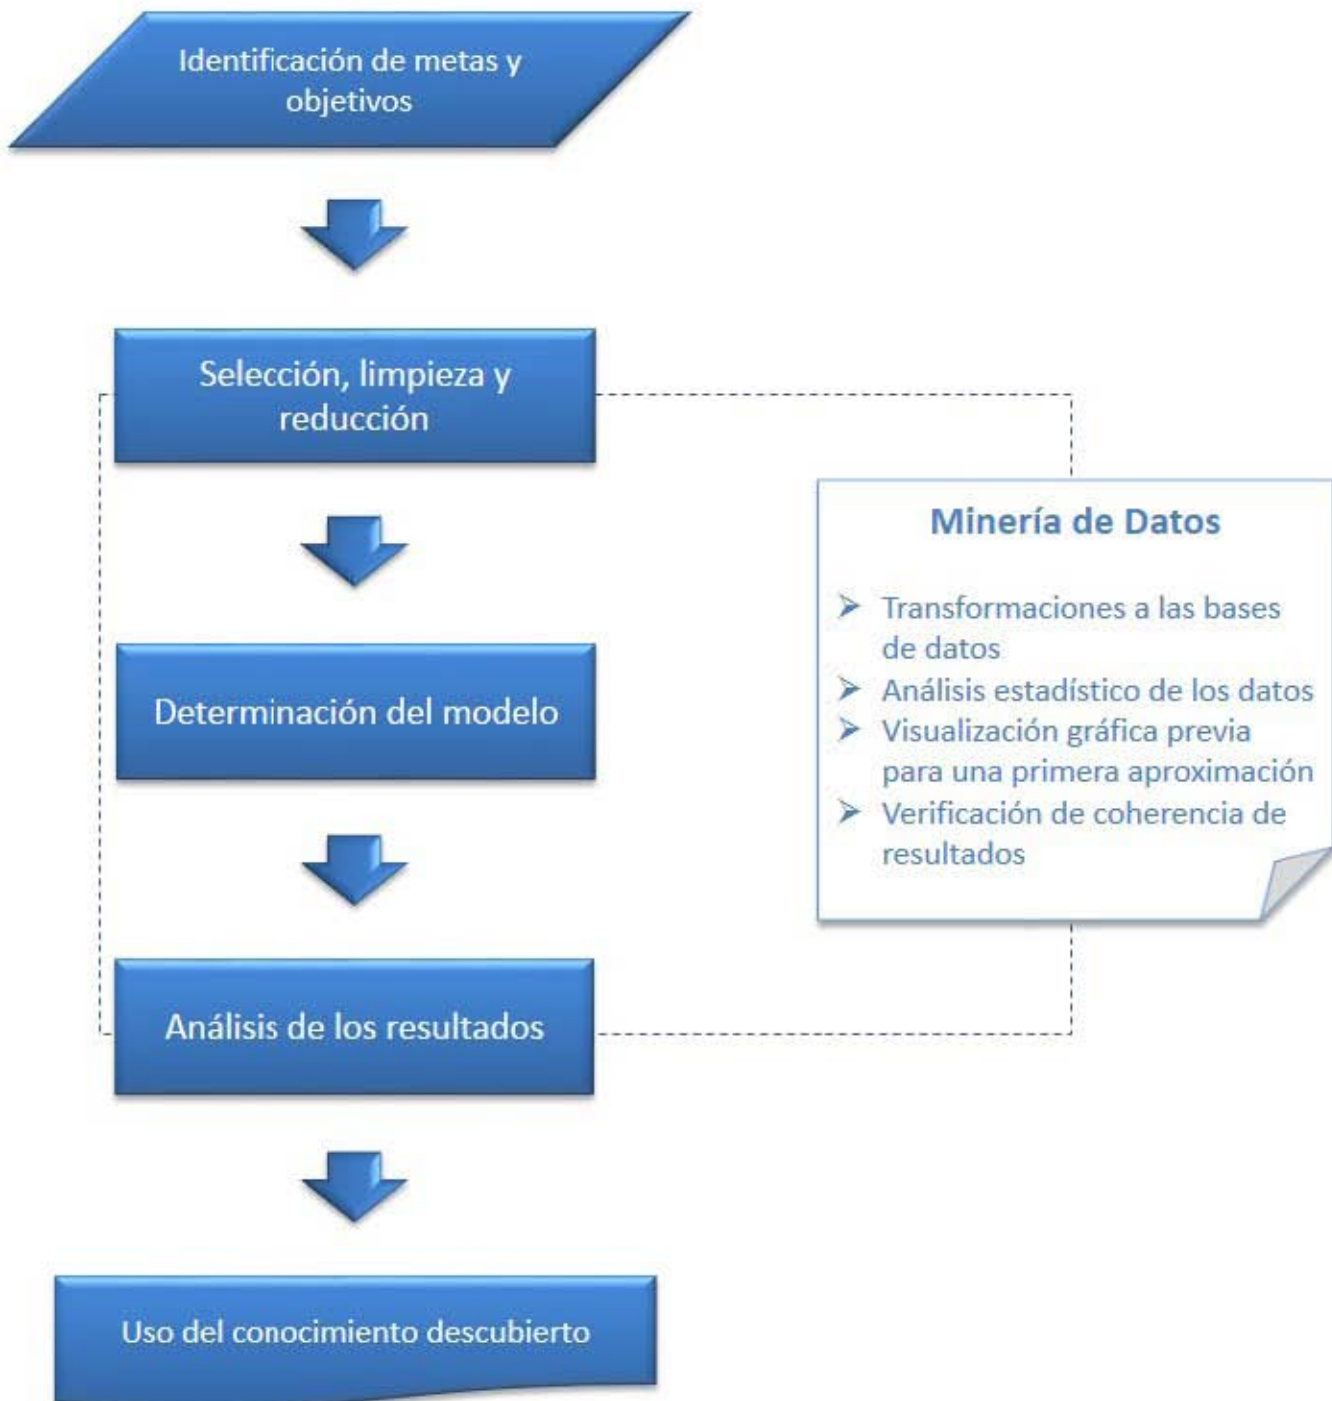 Identificación de metas y
objetivos
Selección, limpieza y
reducción
Determinación del modelo
Análisis de los resultados
Uso del conocimiento descubierto
Minería de Datos
➢ Transformaciones a las bases
de datos
➢ Análisis estadístico de los datos
➢ Visualización gráfica previa
para una primera aproximación
➢ Verificación de coherencia de
resultados